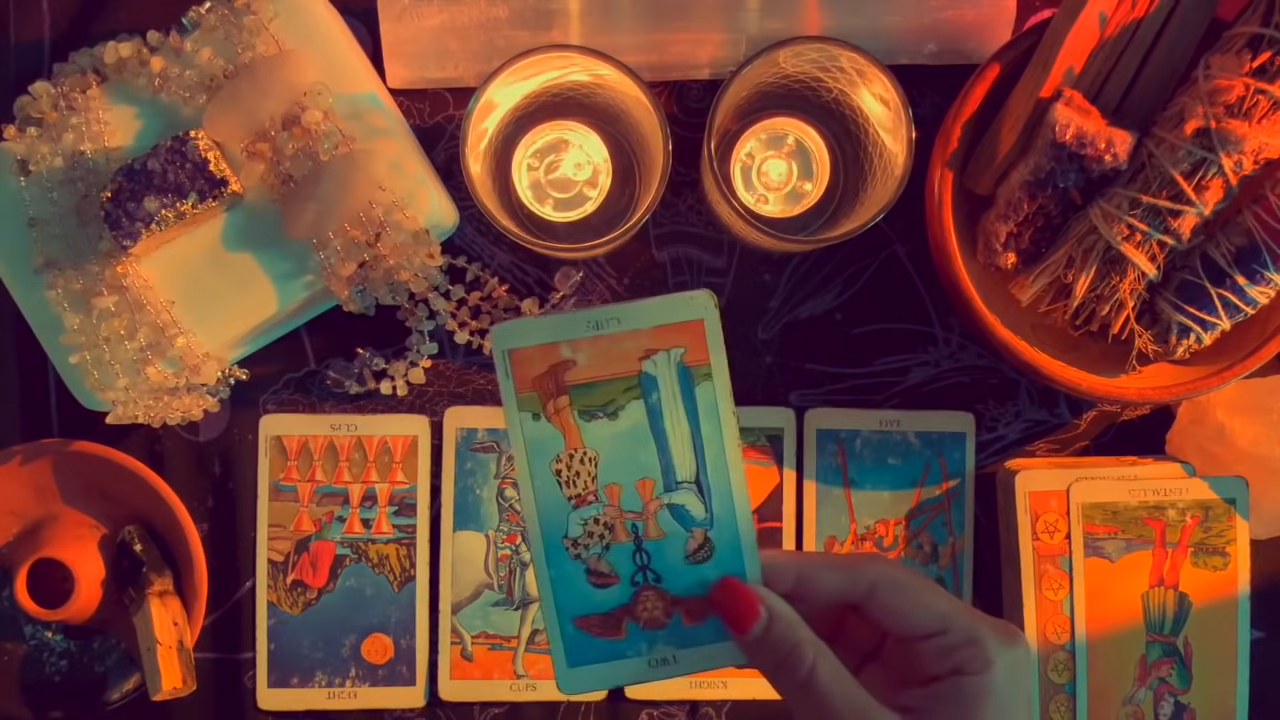 CUPS
CUPS
FIVE
PENTACLES
TWO
CUPS
KNIGHT
EIGHT